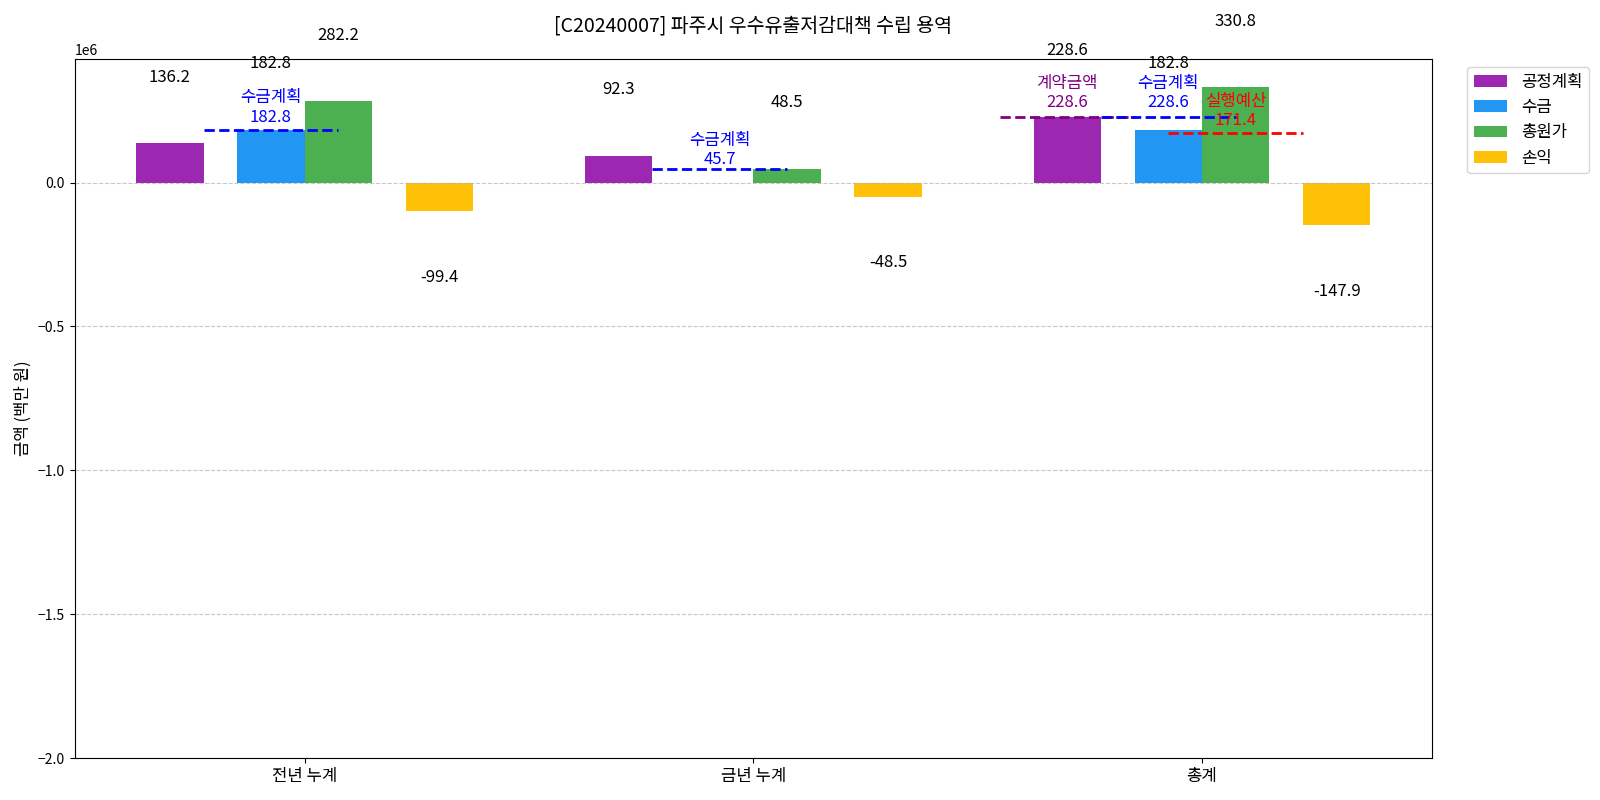 [C20240007] 파주시 우수유출저감대책 수립 용역
1e6
136.2
182.8
282.2
92.3
48.5
228.6
182.8
330.8
수금계획
182.8
수금계획
45.7
계약금액
228.6
수금계획
228.6
실행예산
171.4
-99.4
-48.5
-147.9
0.0
−0.5
−1.0
−1.5
−2.0
금액 (백만 원)
전년 누계
금년 누계
총계
공정계획
수금
총원가
손익